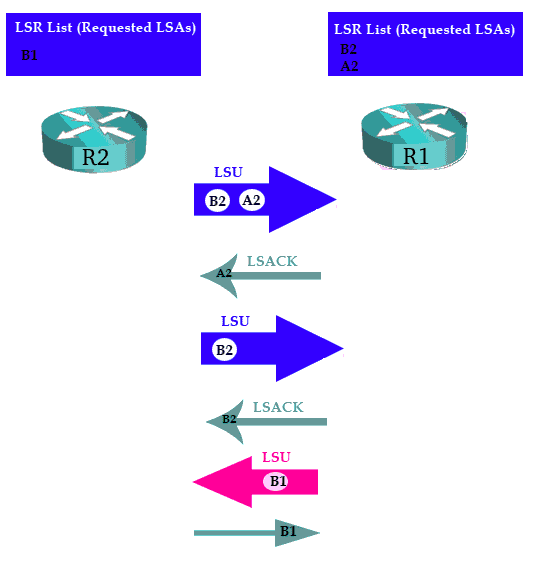 LSR List (Requested LSAs)
B1
LSR List (Requested LSAs)
B2
A2
R2
R1
LSU
B2 A2
LSACK
A2
LSU
B2
LSACK
B2
LSU
B1
B1